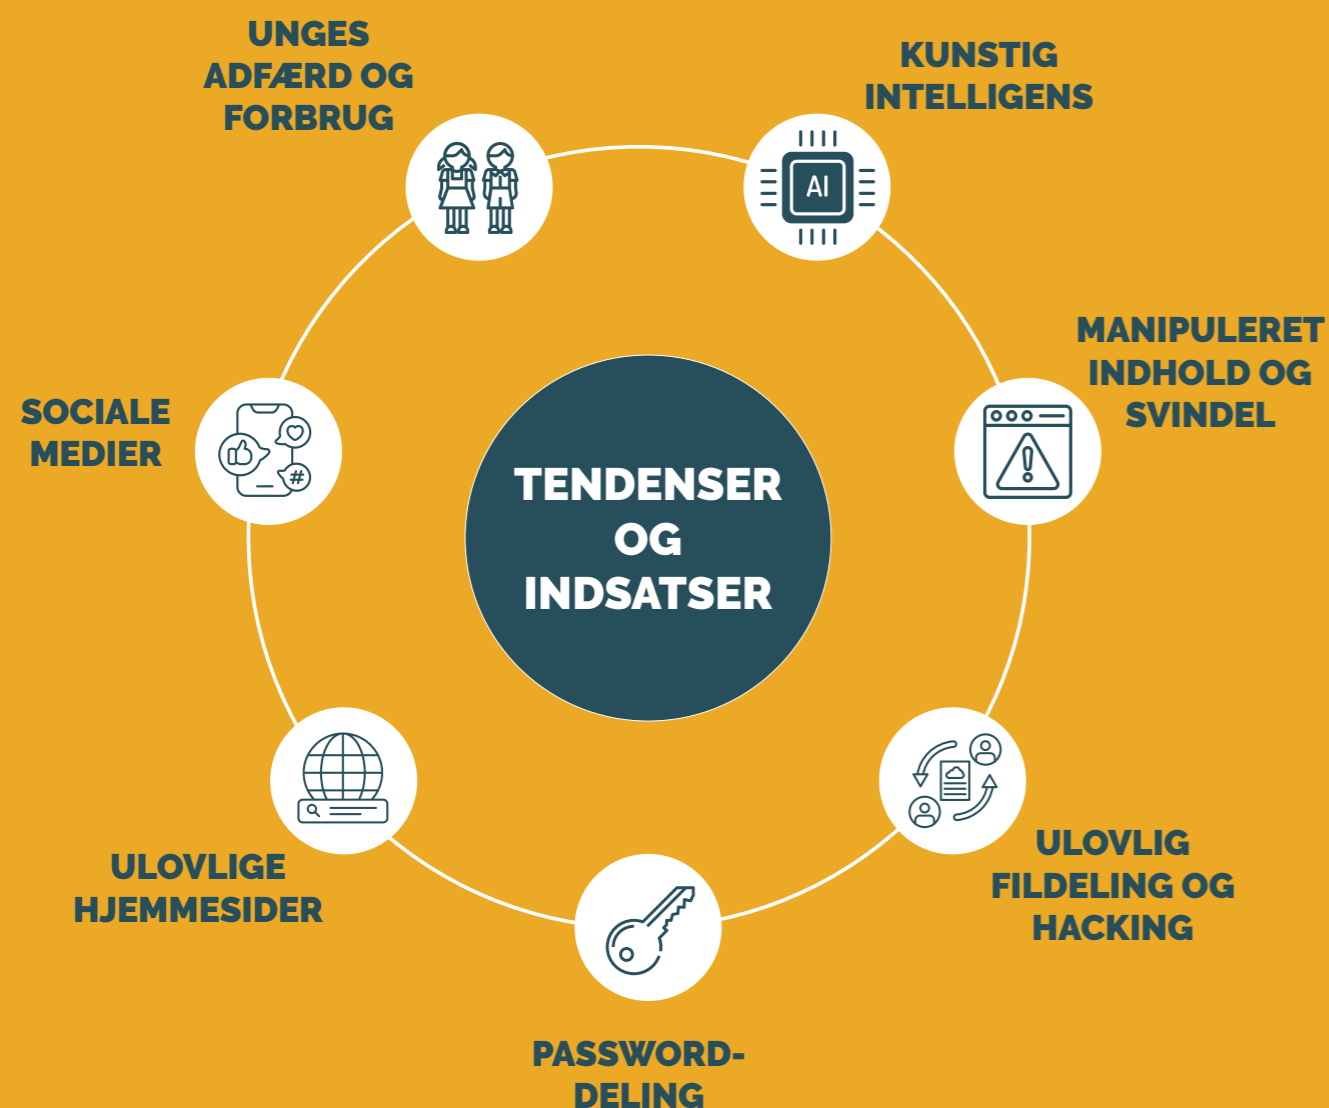 UNGES
ADFÆRD OG
FORBRUG
KUNSTIG
INTELLIGENS
AI
MANIPULERET
INDHOLD OG
SVINDEL
SOCIALE
MEDIER
#
TENDENSER
OG
INDSATSER
ULOVLIG
FILDELING OG
HACKING
ULOVLIGE
HJEMMESIDER
PASSWORD-
DELING